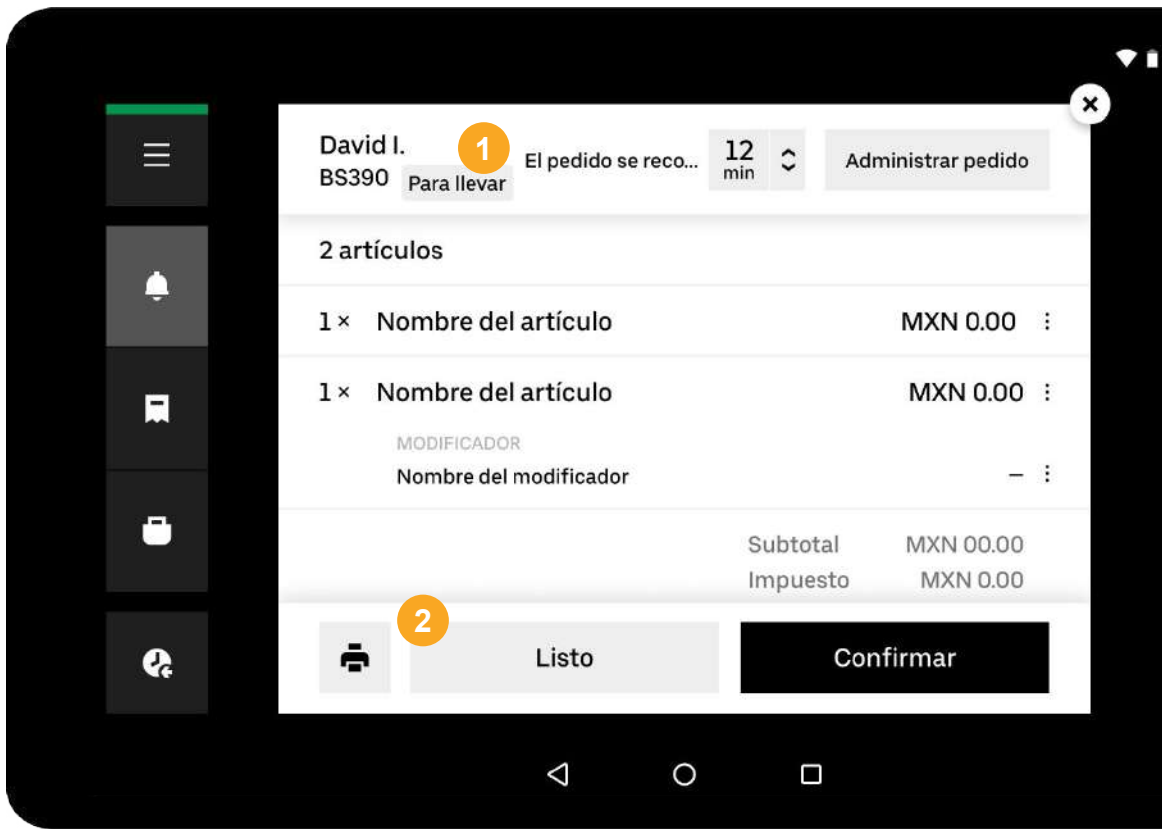 David I.
BS390
Para llevar
1
El pedido se reco...
12
min
Administrar pedido
2 artículos
1 × Nombre del artículo MXN 0.00
1 × Nombre del artículo MXN 0.00
MODIFICADOR
Nombre del modificador –
Subtotal MXN 00.00
Impuesto MXN 0.00
2
Listo
Confirmar